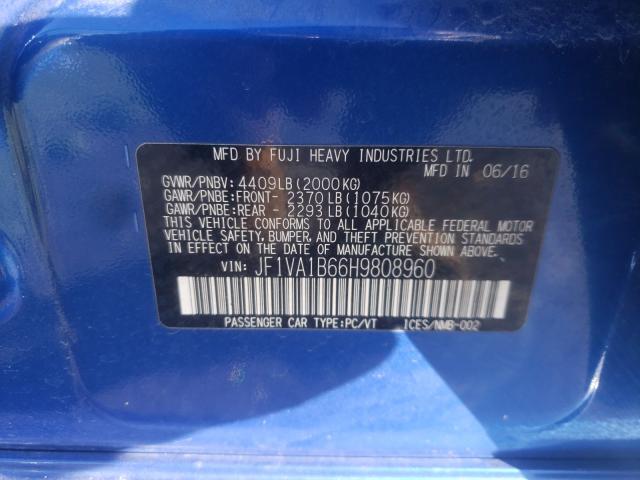 MFD BY FUJI HEAVY INDUSTRIES LTD.
MFD IN 06/16
GVWR/PNBV: 4409LB(2000KG)
GAWR/PNBE:FRONT- 2370LB(1075KG)
GAWR/PNBE:REAR - 2293LB(1040KG)
THIS VEHICLE CONFORMS TO ALL APPLICABLE FEDERAL MOTOR
VEHICLE SAFETY, BUMPER, AND THEFT PREVENTION STANDARDS
IN EFFECT ON THE DATE OF MANUFACTURE SHOWN ABOVE.
VIN: JF1VA1B66H9808960
PASSENGER CAR TYPE:PC/VT ICES/NMB-002